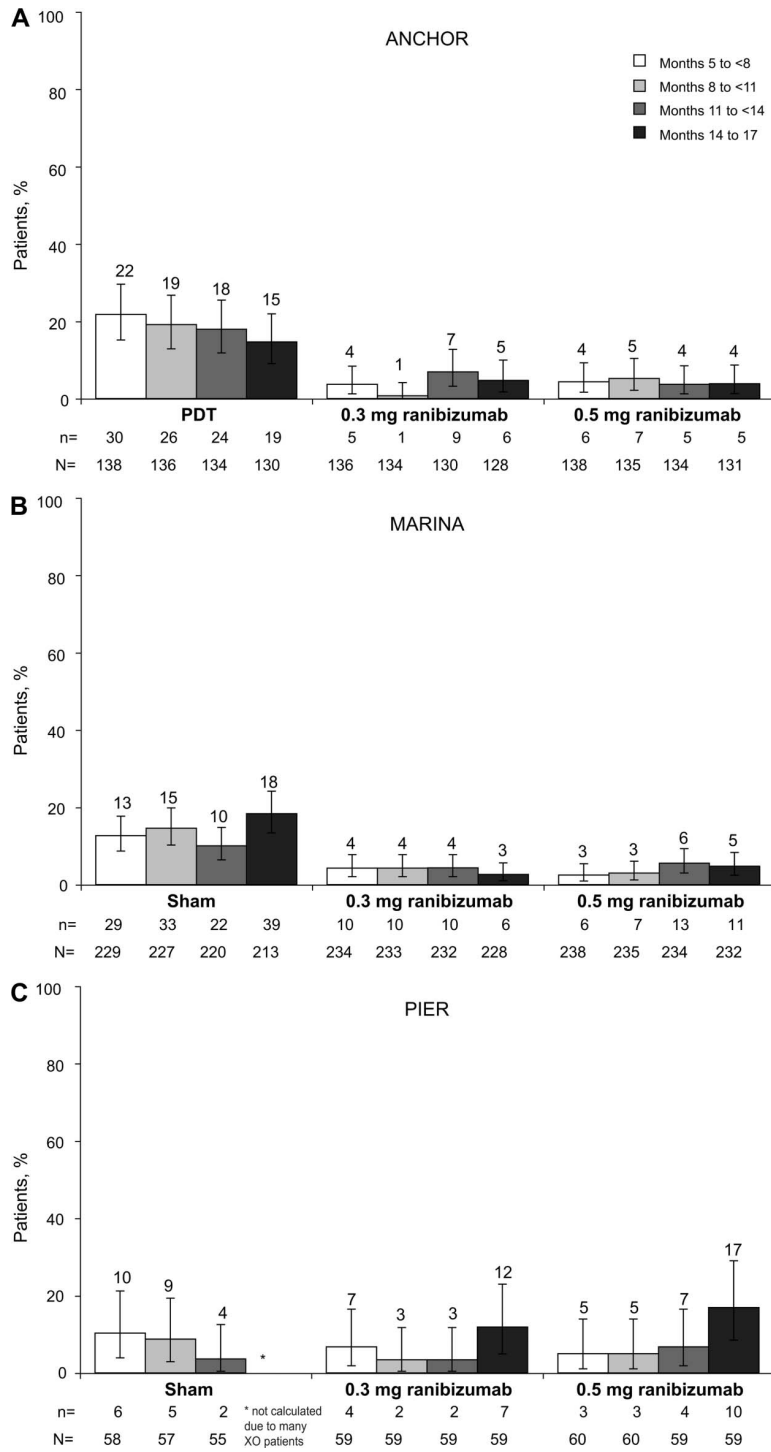 A
ANCHOR
Months 5 to <8
Months 8 to <11
Months 11 to <14
Months 14 to 17
Patients, %
100
80
60
40
20
0
22 19 18 15 4 1 7 5 4 5 4 4
PDT 0.3 mg ranibizumab 0.5 mg ranibizumab
n= 30 26 24 19 5 1 9 6 6 7 5 5
N= 138 136 134 130 136 134 130 128 138 135 134 131
B
MARINA
Patients, %
100
80
60
40
20
0
13 15 10 18 4 4 4 3 3 3 6 5
Sham 0.3 mg ranibizumab 0.5 mg ranibizumab
n= 29 33 22 39 10 10 10 6 6 7 13 11
N= 229 227 220 213 234 233 232 228 238 235 234 232
C
PIER
Patients, %
100
80
60
40
20
0
10 9 4 * 7 3 3 12 5 5 7 17
Sham 0.3 mg ranibizumab 0.5 mg ranibizumab
n= 6 5 2 4 2 2 7 3 3 4 10
* not calculated
due to many
XO patients
N= 58 57 55 59 59 59 59 60 60 59 59